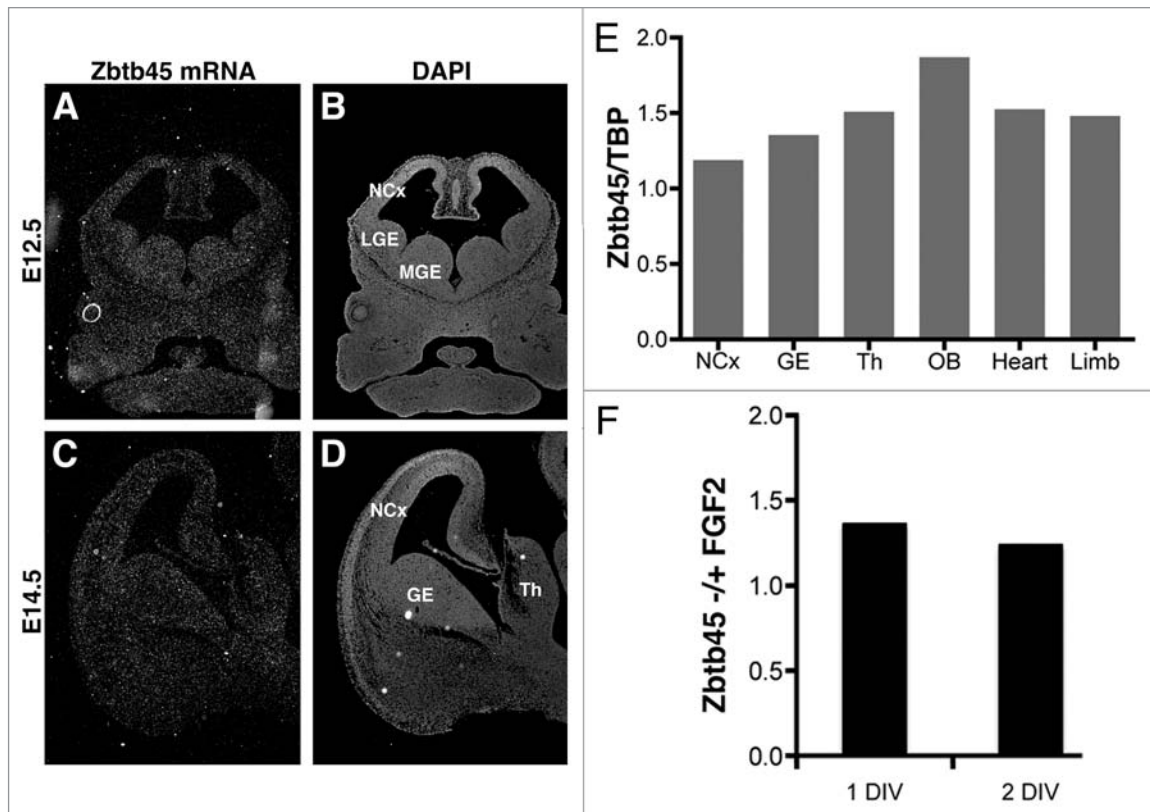 Zbtb45 mRNA
DAPI
E12.5
A
B
NCx
LGE
MGE
E14.5
C
D
NCx
GE
Th
E
Zbtb45/TBP
2.0
1.5
1.0
0.5
0.0
NCx GE Th OB Heart Limb
F
Zbtb45 -/+ FGF2
2.0
1.5
1.0
0.5
0.0
1 DIV 2 DIV